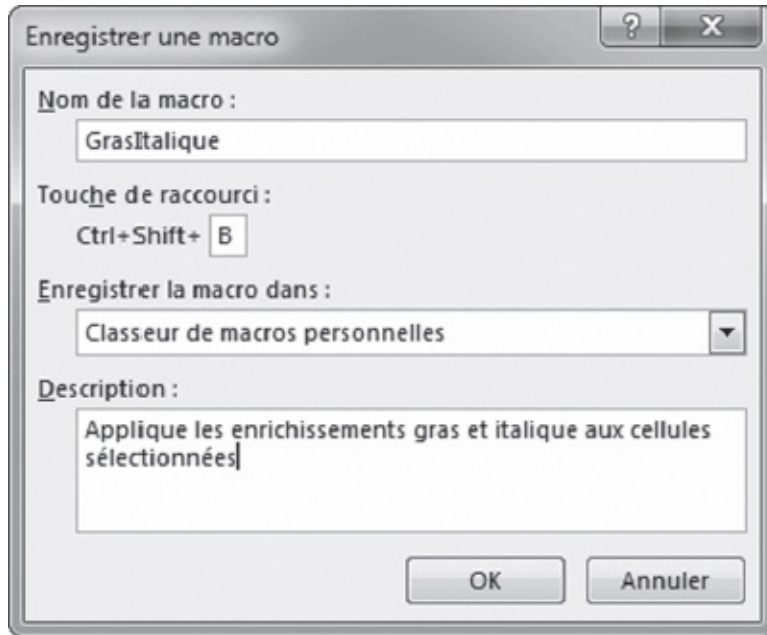 Enregistrer une macro
Nom de la macro :
GrasItalique
Touche de raccourci :
Ctrl+Shift+ B
Enregistrer la macro dans :
Classeur de macros personnelles
Description :
Applique les enrichissements gras et italique aux cellules
sélectionnées
OK Annuler